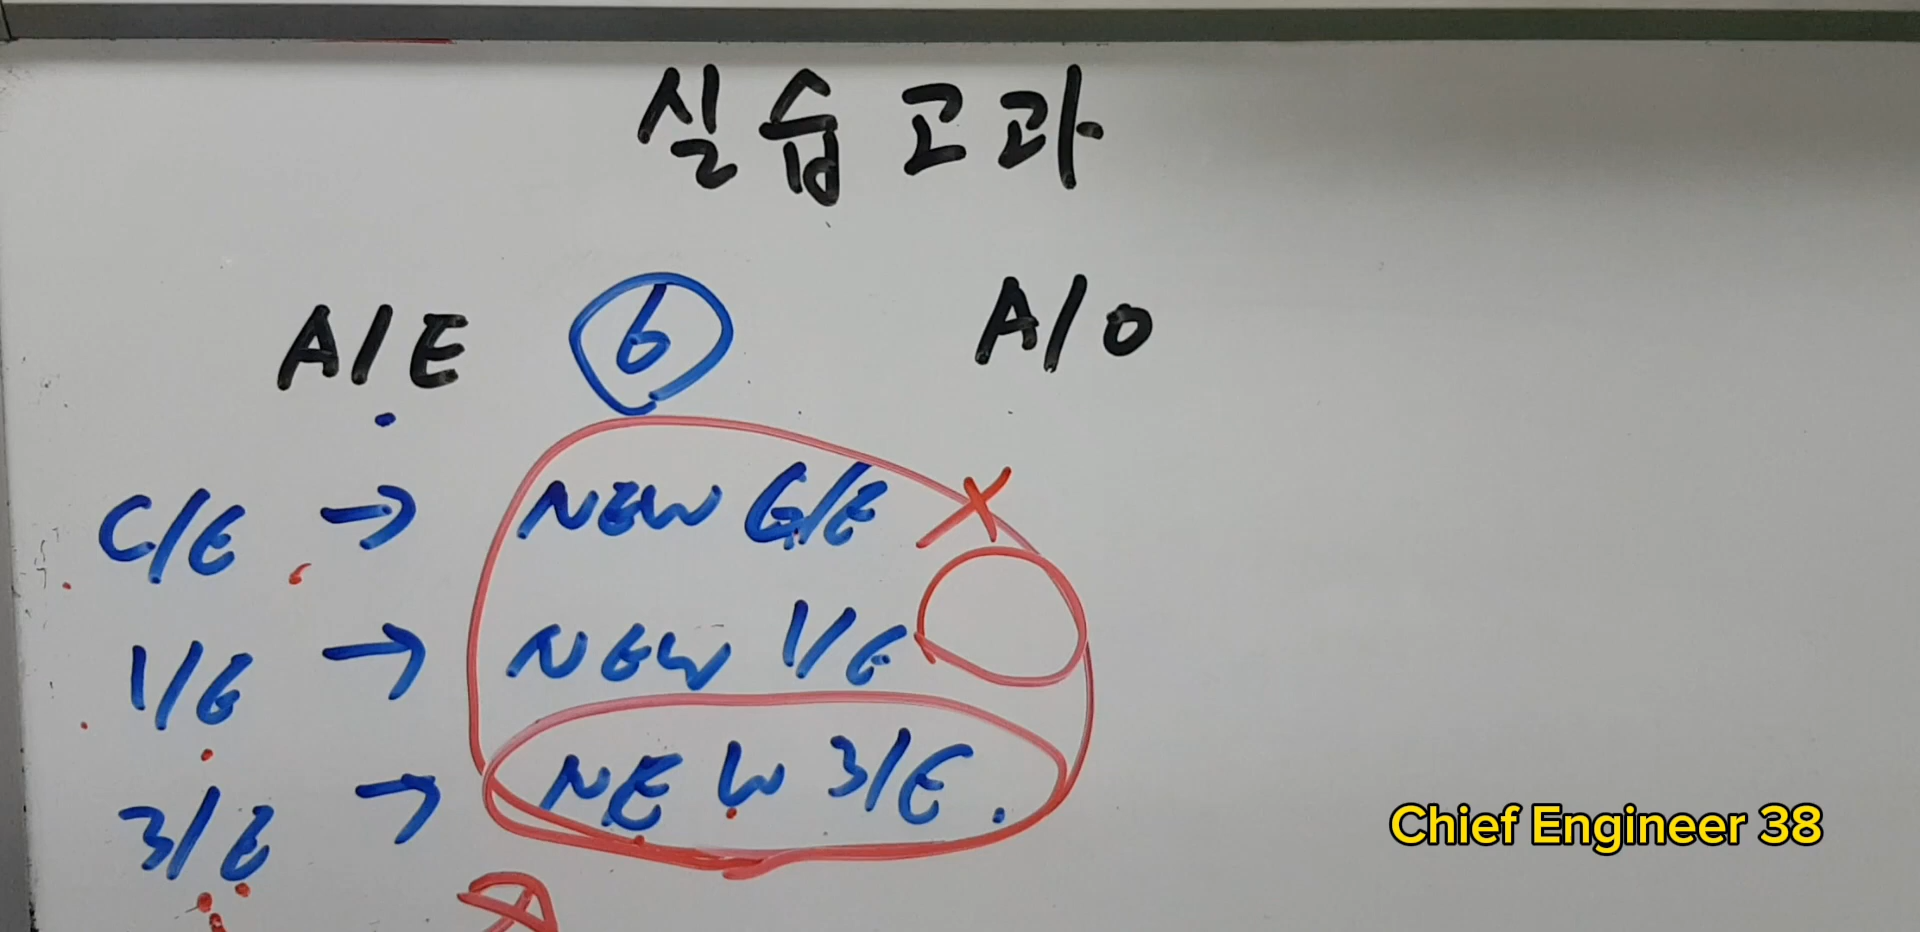 실습고과
A/E 6 A/O
C/E → NEW C/E X
1/E → NEW 1/E
3/E → NEW 3/E.
Chief Engineer 38